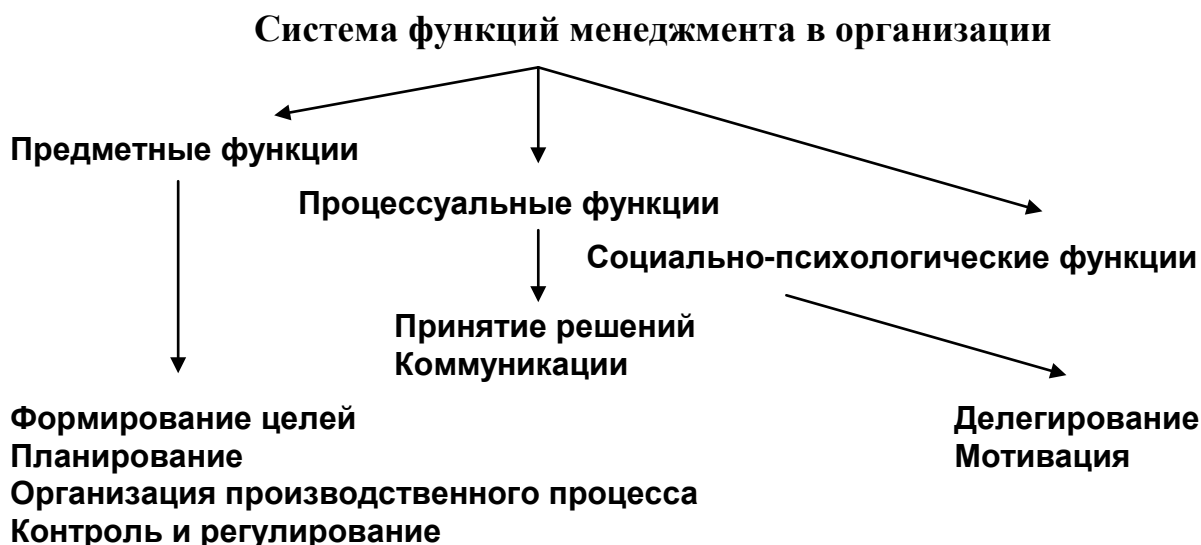 Система функций менеджмента в организации
Предметные функции
Процессуальные функции
Социально-психологические функции
Принятие решений
Коммуникации
Формирование целей
Планирование
Организация производственного процесса
Контроль и регулирование
Делегирование
Мотивация